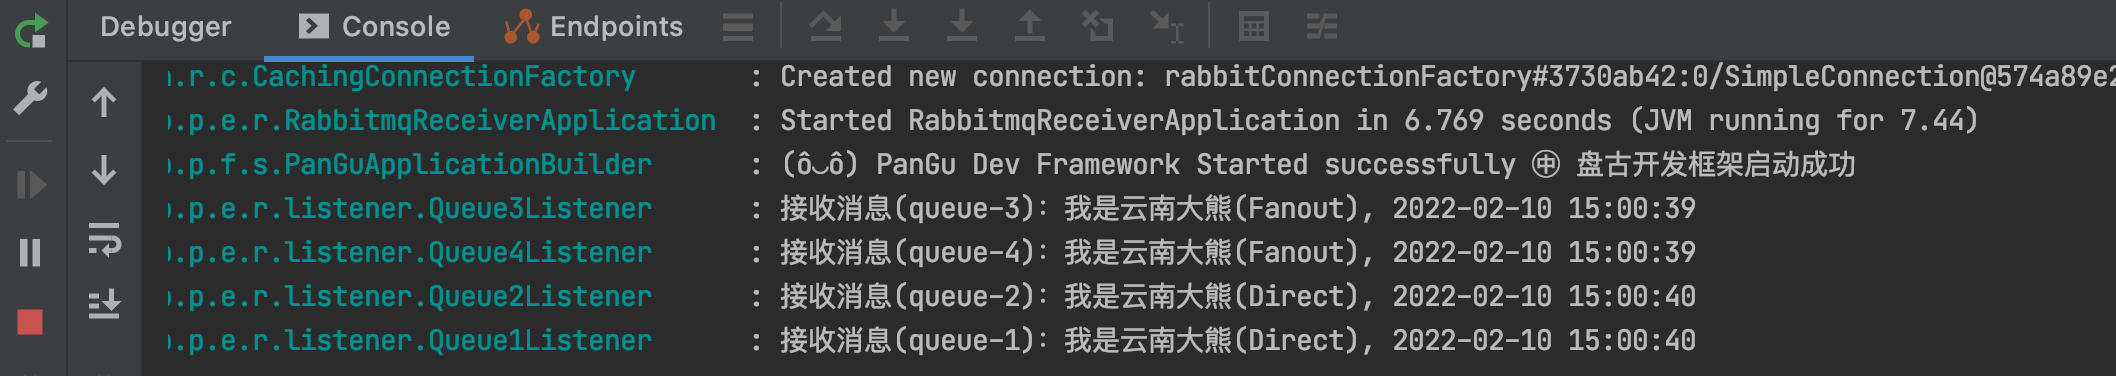 Debugger Console Endpoints
.r.c.CachingConnectionFactory : Created new connection: rabbitConnectionFactory#3730ab42:0/SimpleConnection@574a89e2
.p.e.r.RabbitmqReceiverApplication : Started RabbitmqReceiverApplication in 6.769 seconds (JVM running for 7.44)
.p.f.s.PanGuApplicationBuilder : (ô‿ô) PanGu Dev Framework Started successfully ㊥ 盘古开发框架启动成功
.p.e.r.listener.Queue3Listener : 接收消息(queue-3)：我是云南大熊(Fanout), 2022-02-10 15:00:39
.p.e.r.listener.Queue4Listener : 接收消息(queue-4)：我是云南大熊(Fanout), 2022-02-10 15:00:39
.p.e.r.listener.Queue2Listener : 接收消息(queue-2)：我是云南大熊(Direct), 2022-02-10 15:00:40
.p.e.r.listener.Queue1Listener : 接收消息(queue-1)：我是云南大熊(Direct), 2022-02-10 15:00:40